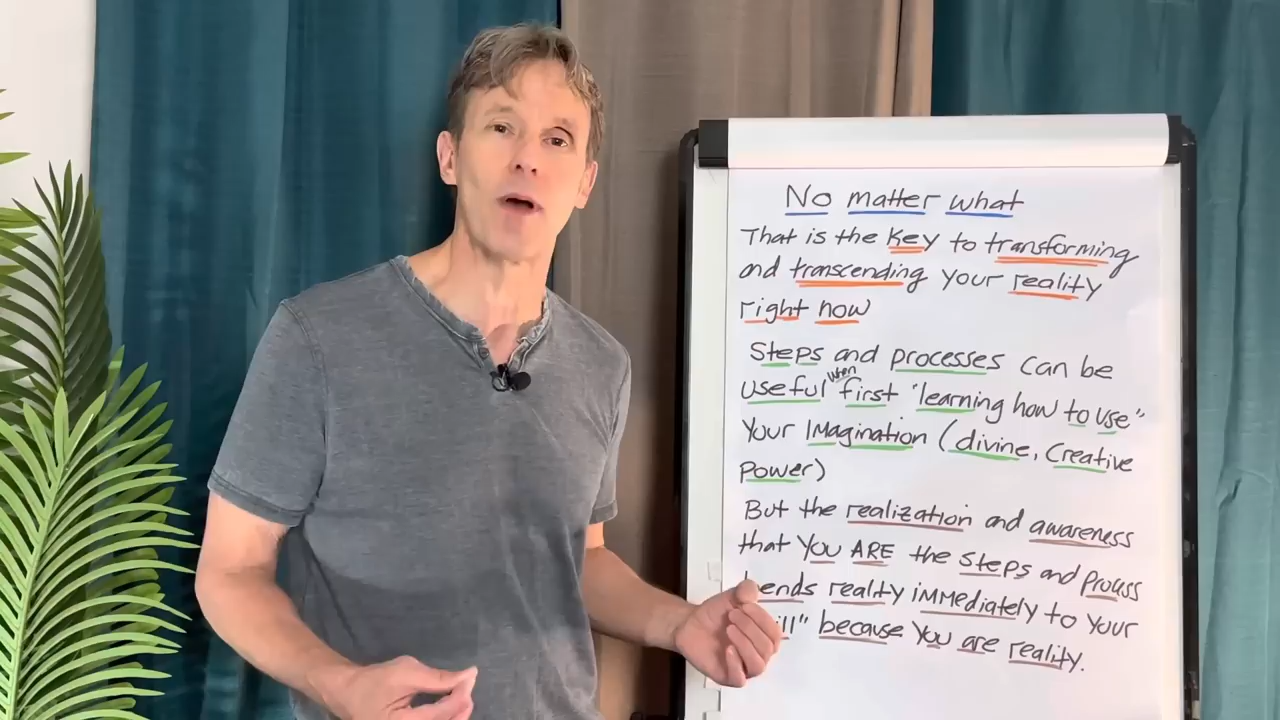 No matter what
That is the key to transforming
and transcending your reality
right now
Steps and processes can be
useful when first "learning how to use"
Your Imagination (divine, Creative
power)
But the realization and awareness
that You ARE the steps and process
ends reality immediately to your
ill" because You are reality.